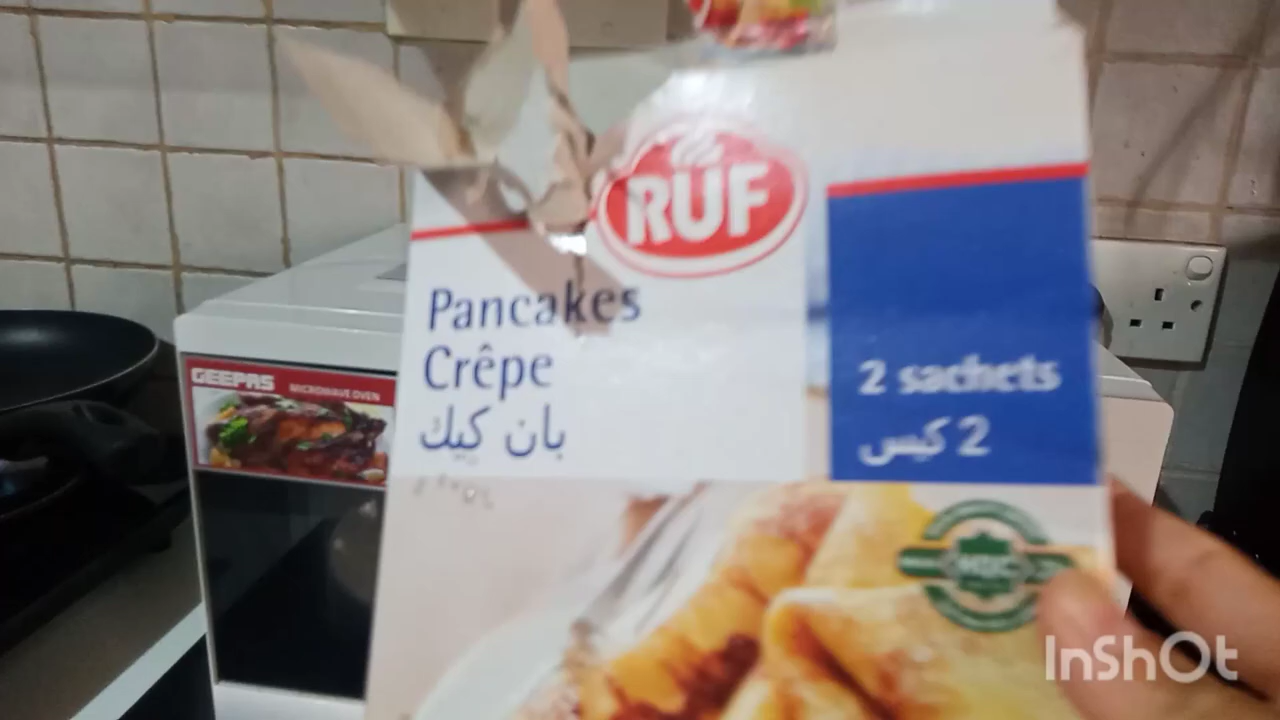 RUF
Pancakes
Crêpe
بان كيك
2 sachets
2 كيس
GEEPAS MICROWAVE OVEN
InShOt